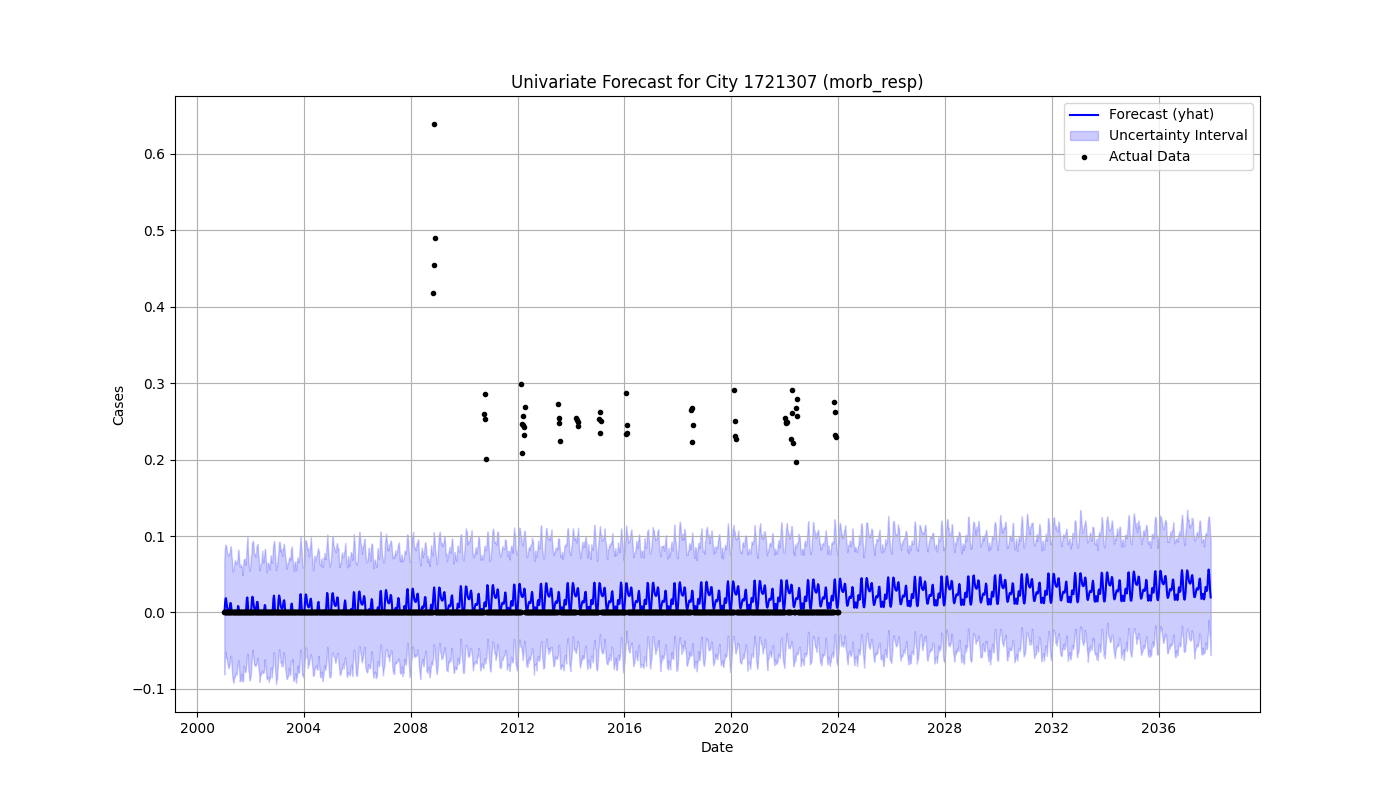 Univariate Forecast for City 1721307 (morb_resp)
Forecast (yhat)
Uncertainty Interval
Actual Data
Cases
0.6
0.5
0.4
0.3
0.2
0.1
0.0
−0.1
2000 2004 2008 2012 2016 2020 2024 2028 2032 2036
Date